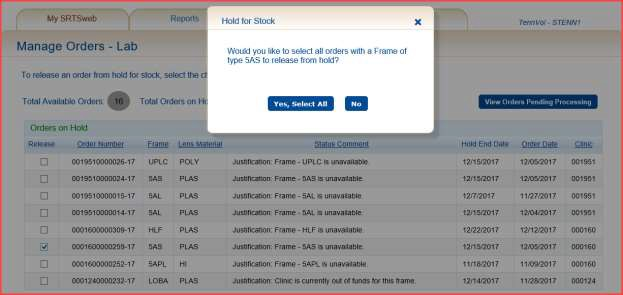 My SRTSweb
Reports
TennVol - STENN1
Hold for Stock
Manage Orders - Lab
Would you like to select all orders with a Frame of
type 5AS to release from hold?
To release an order from hold for stock, select the
Yes, Select All
No
Total Available Orders: 16
Total Orders on
View Orders Pending Processing
Orders on Hold
Release Order Number Frame Lens Material Status Comment Hold End Date Order Date Clinic
0019510000026-17 UPLC POLY Justification: Frame - UPLC is unavailable. 12/15/2017 12/05/2017 001951
0019510000024-17 5AS PLAS Justification: Frame - 5AS is unavailable. 12/15/2017 12/05/2017 001951
0019510000015-17 5AL PLAS Justification: Frame - 5AL is unavailable. 12/7/2017 11/27/2017 001951
0019510000014-17 5AL PLAS Justification: Frame - 5AL is unavailable. 12/15/2017 12/04/2017 001951
0001600000309-17 HLF PLAS Justification: Frame - HLF is unavailable. 12/22/2017 12/12/2017 000160
0001600000259-17 5AS PLAS Justification: Frame - 5AS is unavailable. 12/15/2017 12/05/2017 000160
0001600000252-17 5APL HI Justification: Frame - 5APL is unavailable. 11/18/2017 11/09/2017 000160
0001240000232-17 LOBA PLAS Justification: Clinic is currently out of funds for this frame. 12/14/2017 11/28/2017 000124